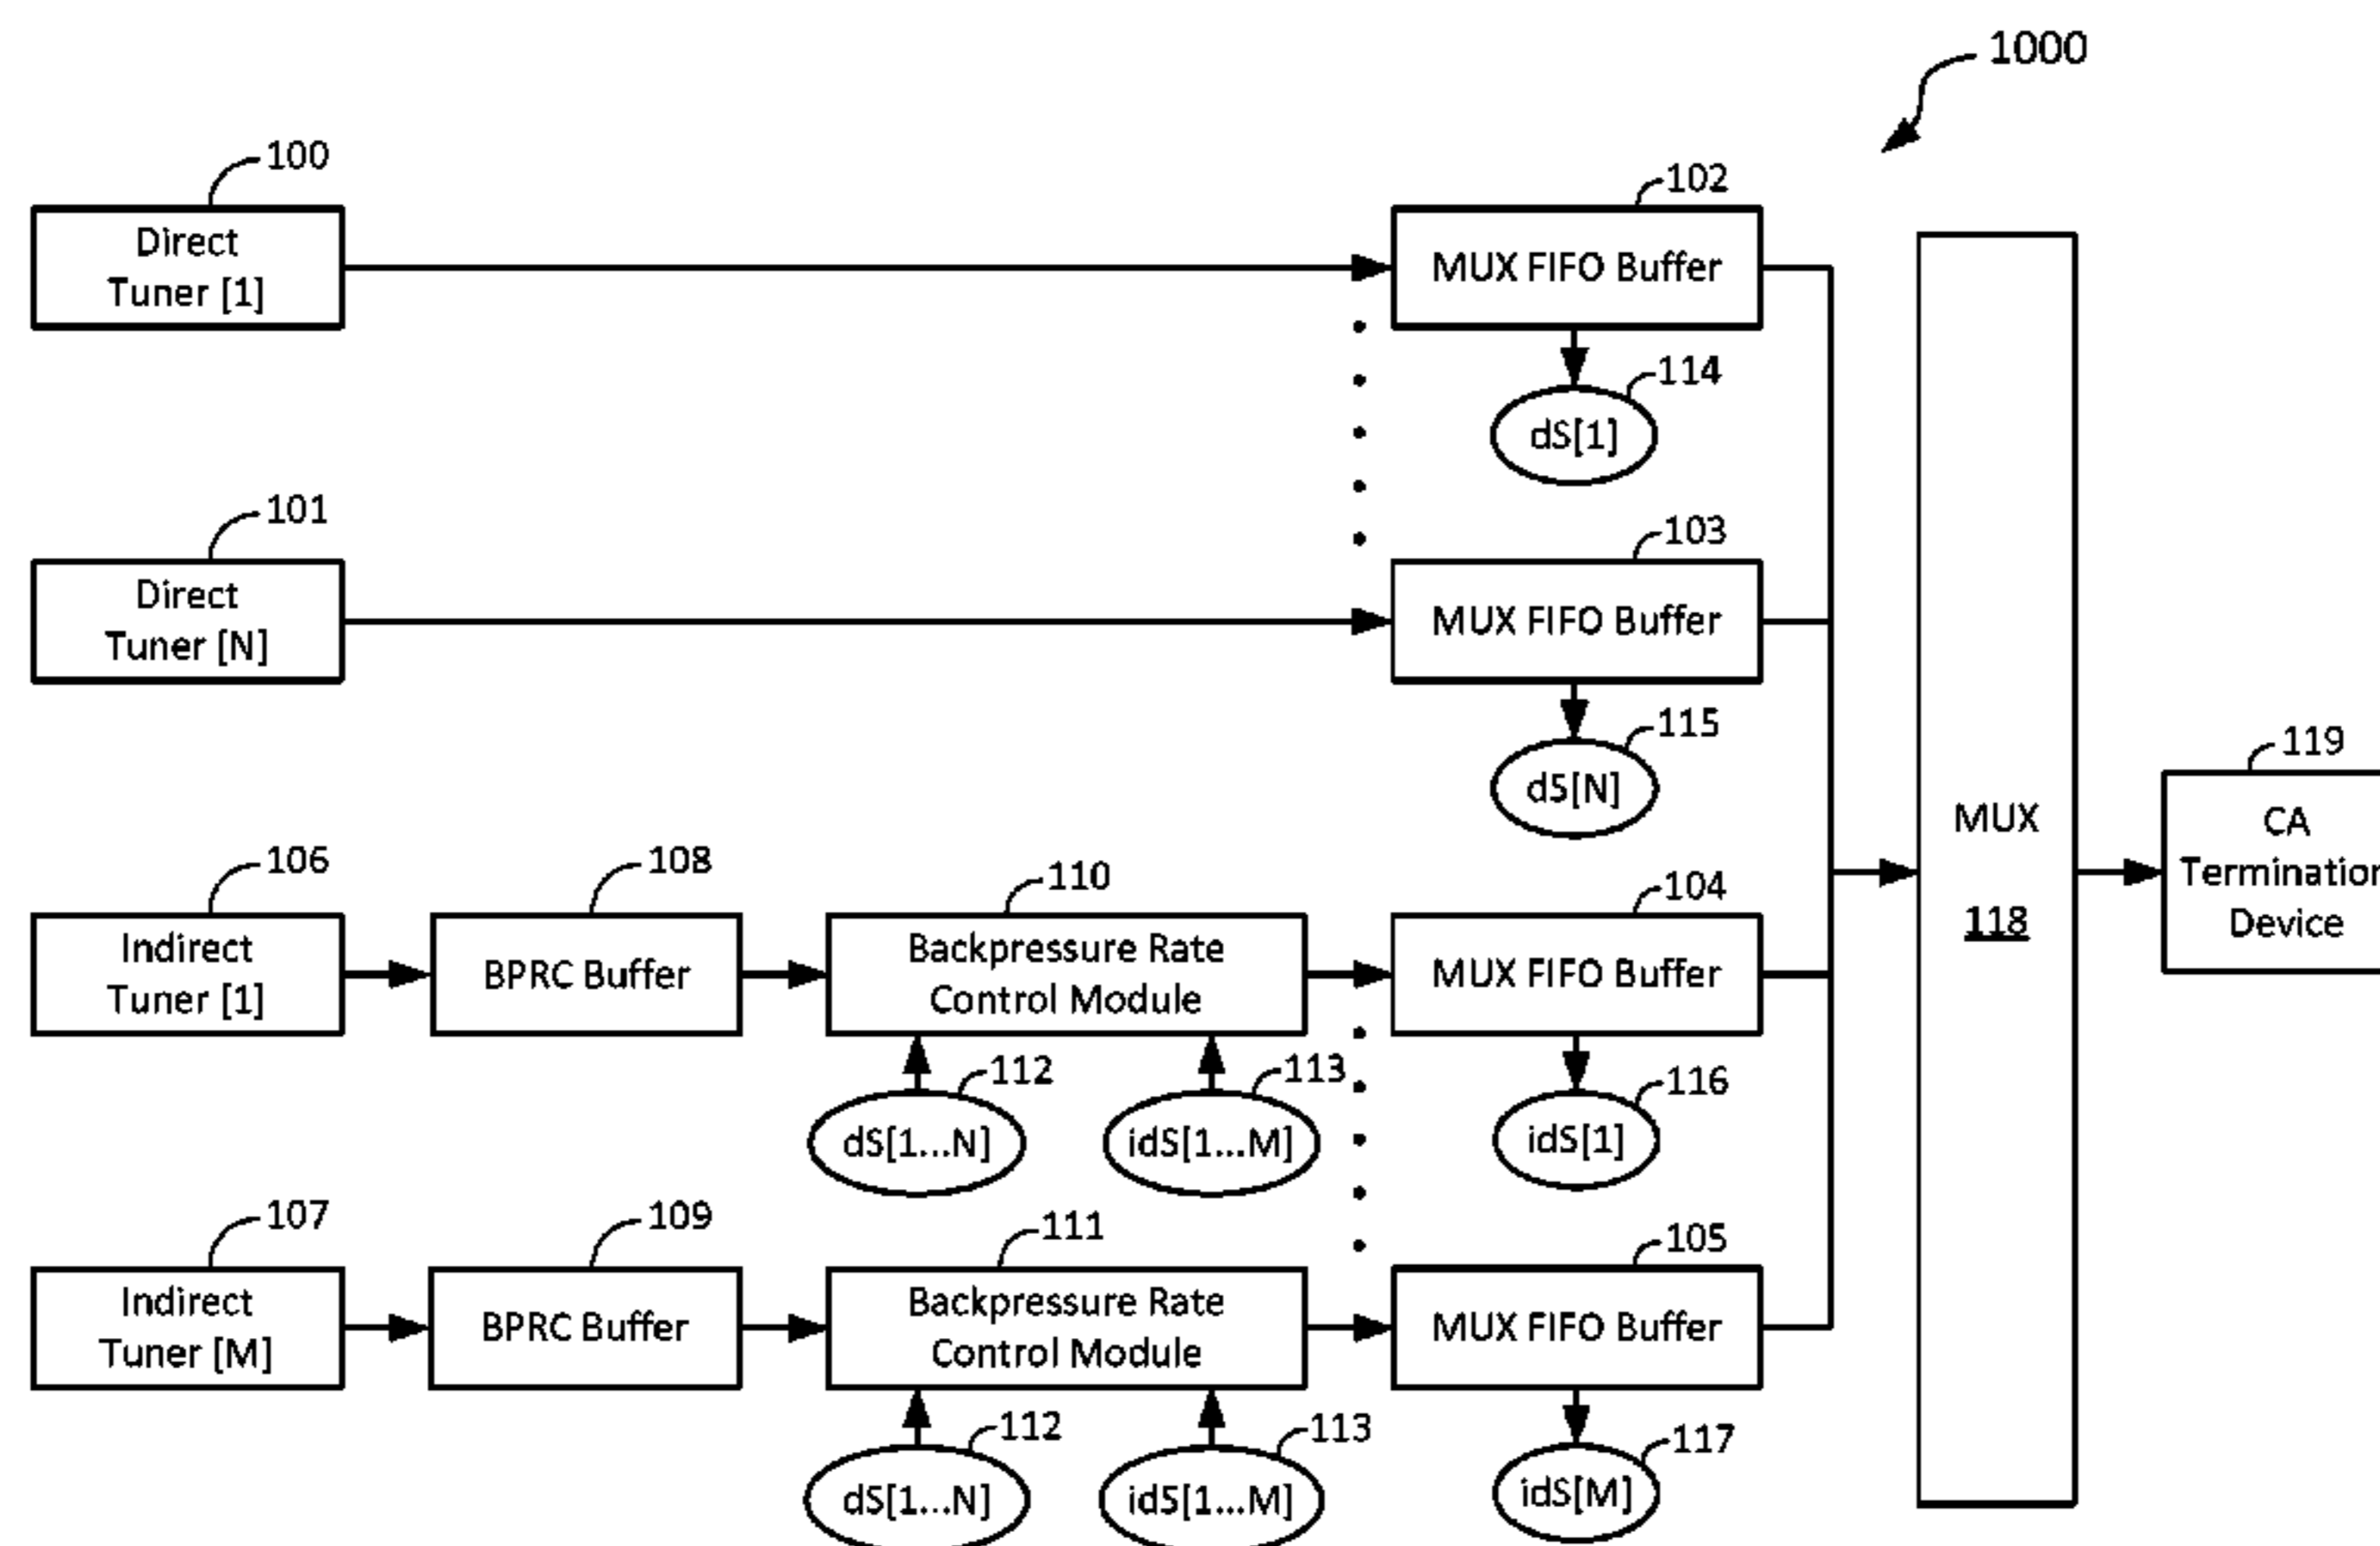 1000
100
102
Direct
Tuner [1]
MUX FIFO Buffer
114
dS[1]
101
103
Direct
Tuner [N]
MUX FIFO Buffer
115
dS[N]
119
MUX
118
CA
Termination
Device
106
108
110
104
Indirect
Tuner [1]
BPRC Buffer
Backpressure Rate
Control Module
MUX FIFO Buffer
112
113
116
dS[1...N]
idS[1...M]
idS[1]
107
109
111
105
Indirect
Tuner [M]
BPRC Buffer
Backpressure Rate
Control Module
MUX FIFO Buffer
112
113
117
dS[1...N]
idS[1...M]
idS[M]